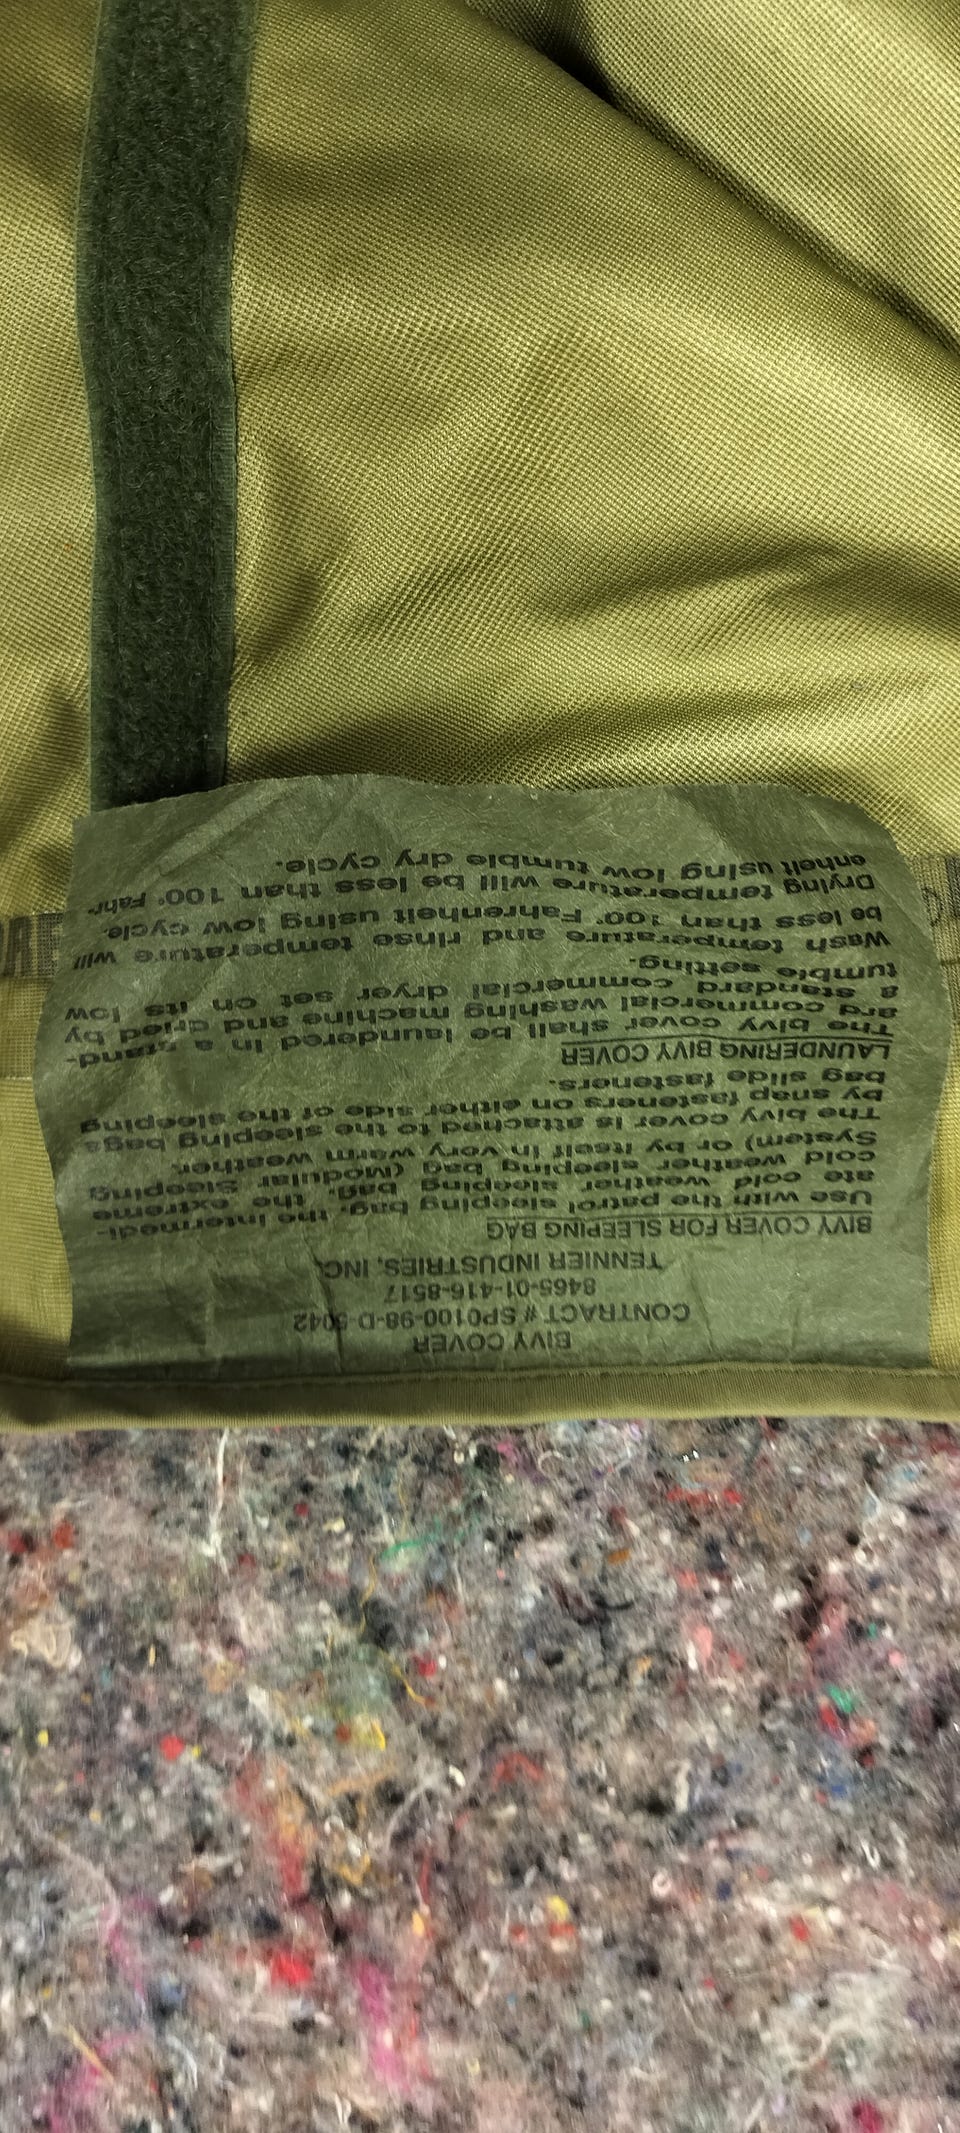 BIVY COVER
CONTRACT # SP0100-98-D-5042
8465-01-416-8517
TENNIER INDUSTRIES, INC.
BIVY COVER FOR SLEEPING BAG
Use with the patrol sleeping bag, the intermedi-
ate cold weather sleeping bag, the extreme
cold weather sleeping bag (Modular Sleeping
System) or by itself in very warm weather.
The bivy cover is attached to the sleeping bags
by snap fasteners on either side of the sleeping
bag slide fasteners.
LAUNDERING BIVY COVER
The bivy cover shall be laundered in a stand-
ard commercial washing machine and dried by
a standard commercial dryer set on its low
tumble setting.
Wash temperature and rinse temperature will
be less than 100° Fahrenheit using low cycle.
Drying temperature will be less than 100° Fahr-
enheit using low tumble dry cycle.